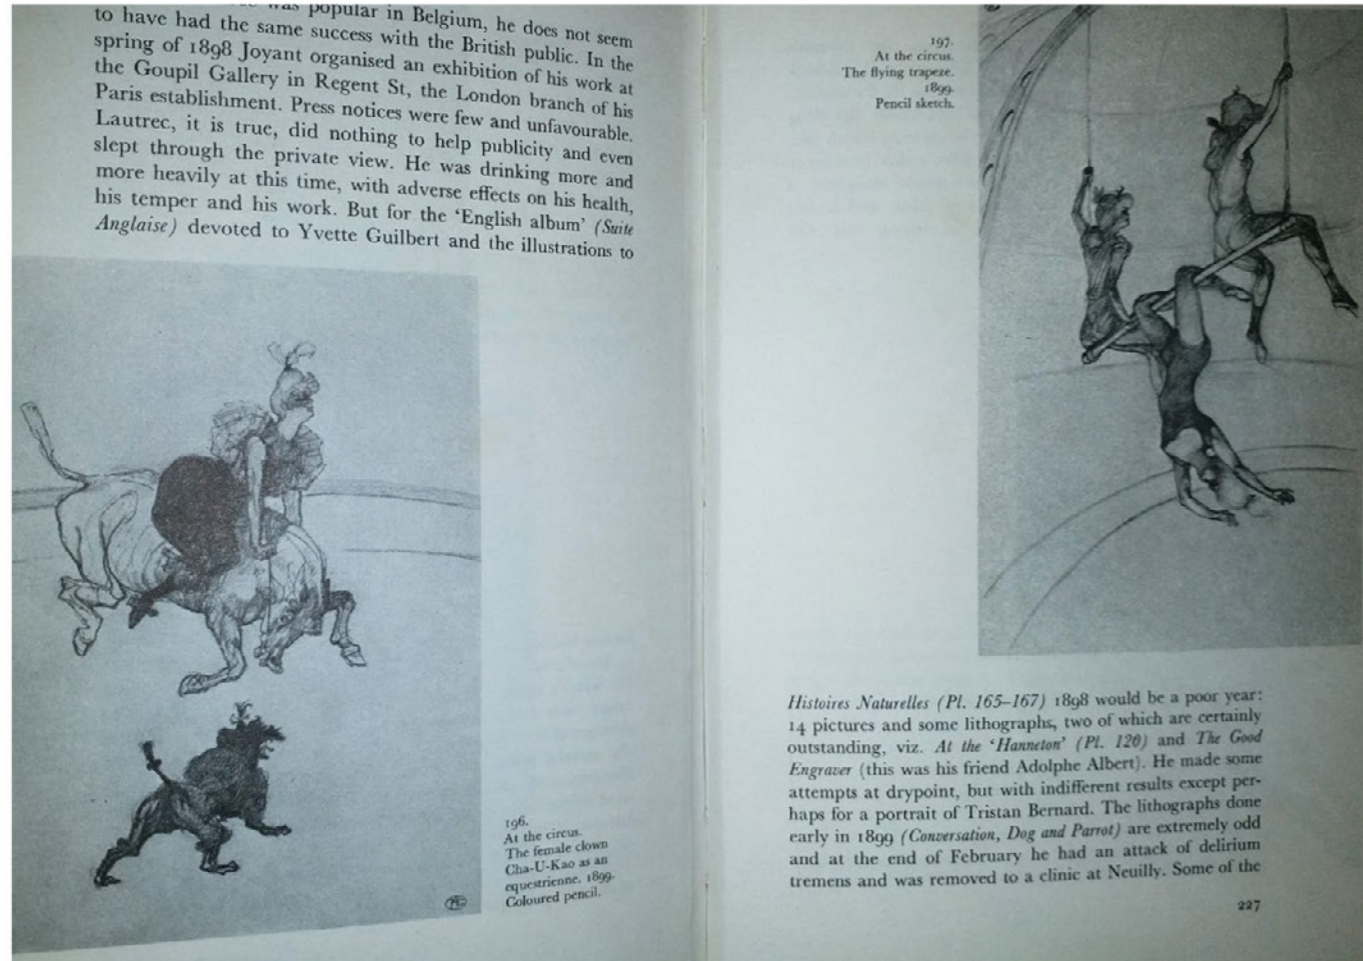 was popular in Belgium, he does not seem
to have had the same success with the British public. In the
spring of 1898 Joyant organised an exhibition of his work at
the Goupil Gallery in Regent St, the London branch of his
Paris establishment. Press notices were few and unfavourable.
Lautrec, it is true, did nothing to help publicity and even
slept through the private view. He was drinking more and
more heavily at this time, with adverse effects on his health,
his temper and his work. But for the ‘English album’ (Suite
Anglaise) devoted to Yvette Guilbert and the illustrations to
196.
At the circus.
The female clown
Cha-U-Kao as an
equestrienne. 1899.
Coloured pencil.
197.
At the circus.
The flying trapeze.
1899.
Pencil sketch.
Histoires Naturelles (Pl. 165–167) 1898 would be a poor year:
14 pictures and some lithographs, two of which are certainly
outstanding, viz. At the ‘Hanneton’ (Pl. 120) and The Good
Engraver (this was his friend Adolphe Albert). He made some
attempts at drypoint, but with indifferent results except per-
haps for a portrait of Tristan Bernard. The lithographs done
early in 1899 (Conversation, Dog and Parrot) are extremely odd
and at the end of February he had an attack of delirium
tremens and was removed to a clinic at Neuilly. Some of the
227